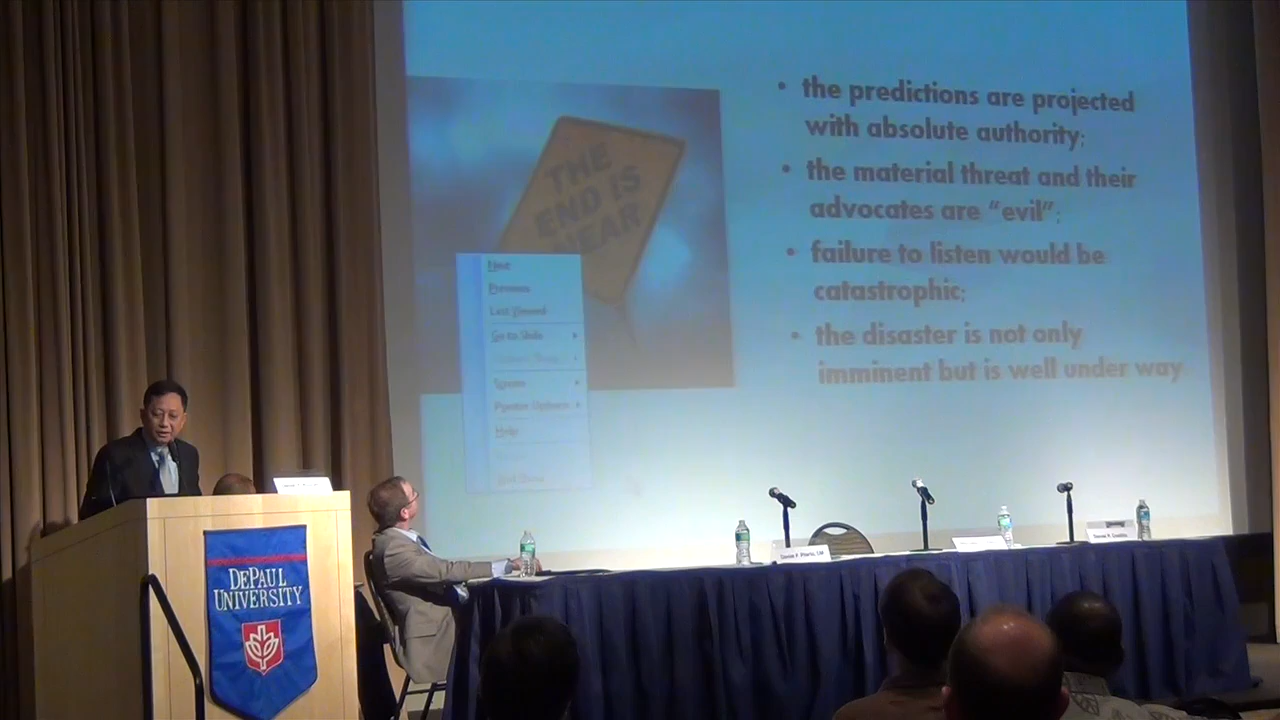 THE
END IS
NEAR
• the predictions are projected
with absolute authority;
• the material threat and their
advocates are “evil”;
• failure to listen would be
catastrophic;
• the disaster is not only
imminent but is well under way
Next
Previous
Last Viewed
Go to Slide
Screen
Pointer Options
Help
End Show
DEPAUL
UNIVERSITY